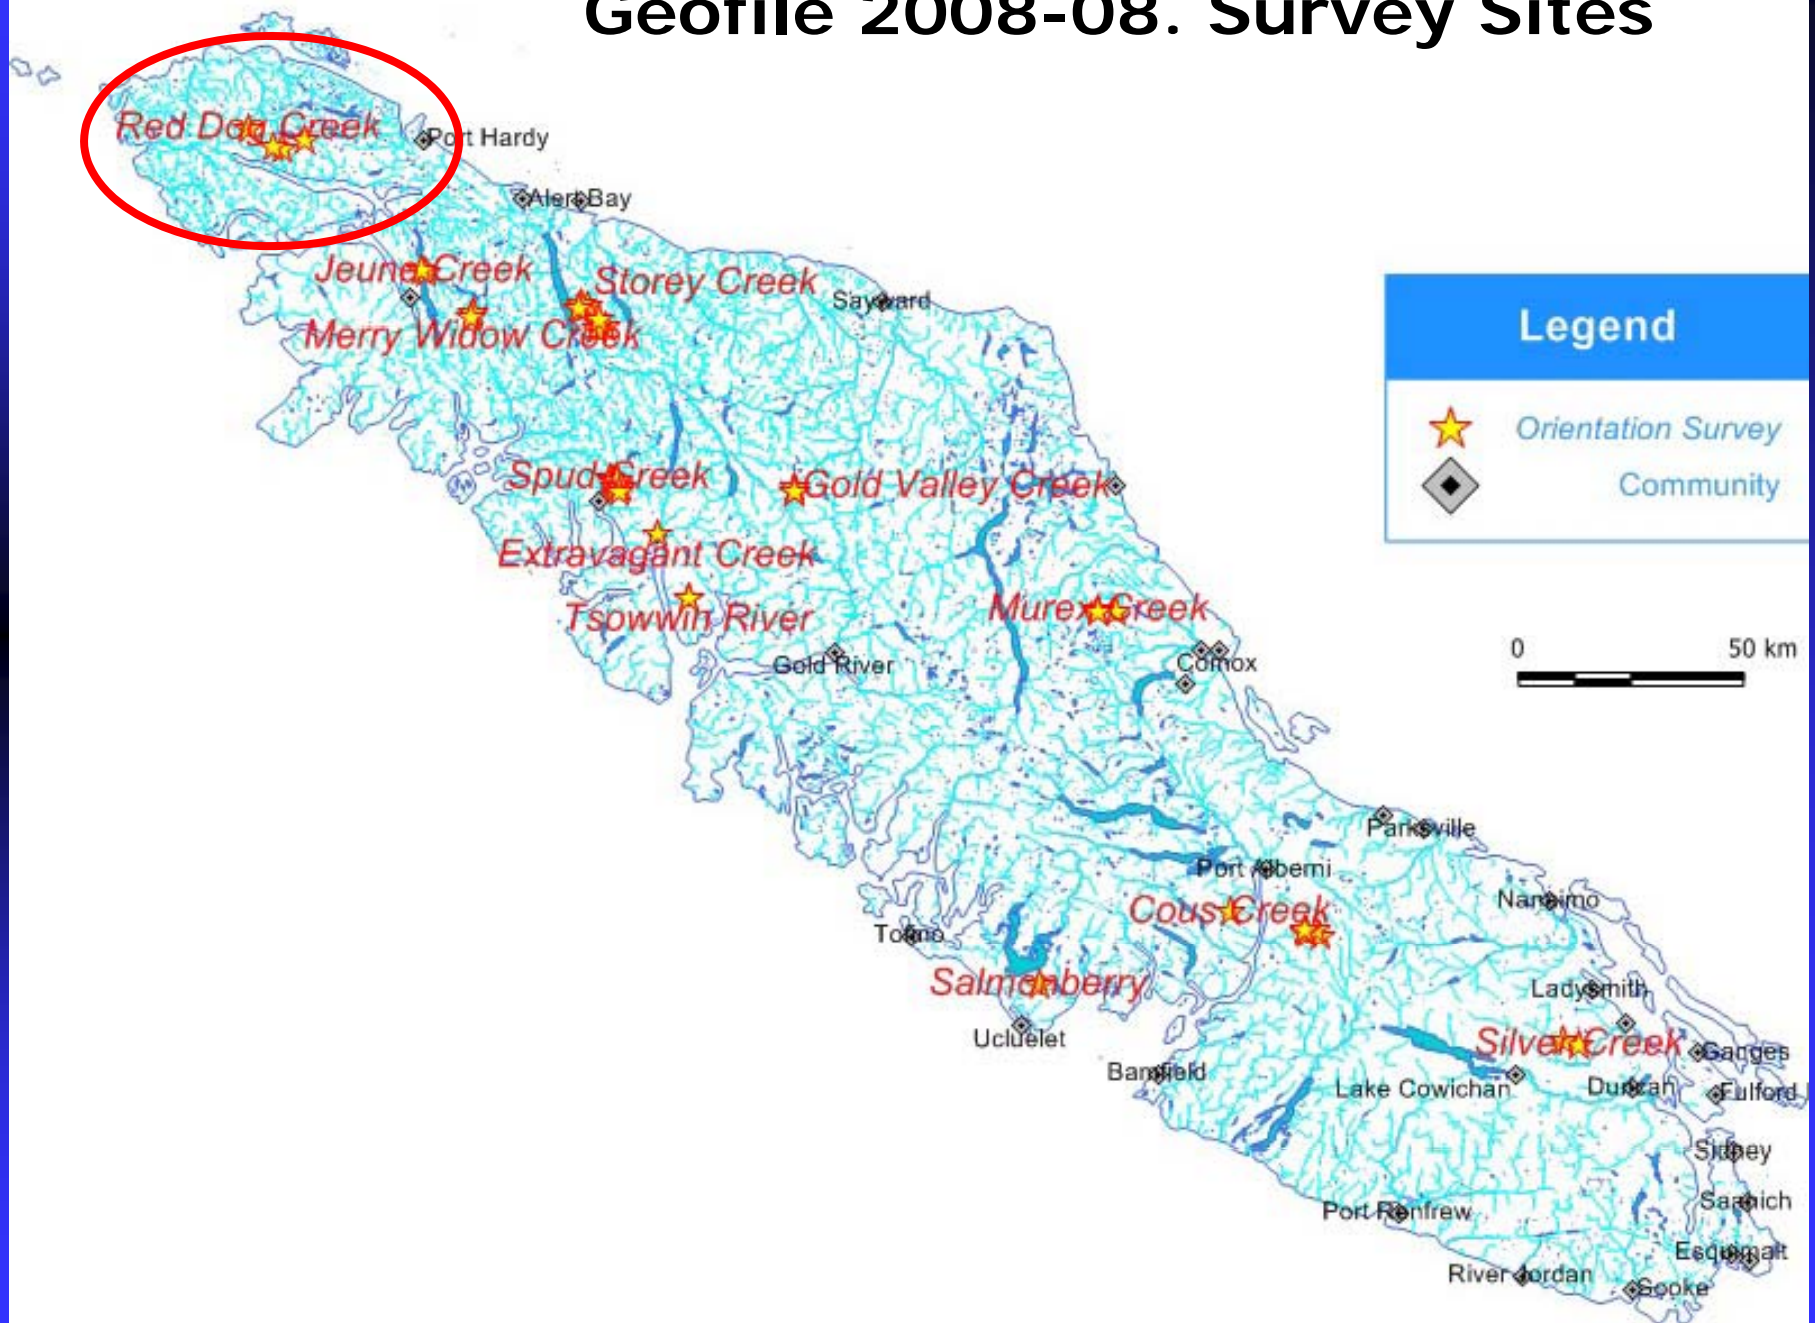 Geofile 2008-08. Survey Sites
Red Dog Creek
Port Hardy
Alert Bay
Jeune Creek
Storey Creek
Sayward
Merry Widow Creek
Legend
Orientation Survey
Community
Spud Creek
Gold Valley Creek
Extravagant Creek
Tsowwin River
Murex Creek
Gold River
Comox
0
50 km
Parksville
Port Alberni
Nanaimo
Cous Creek
Tofino
Salmonberry
Ladysmith
Ucluelet
Silver Creek
Ganges
Bamfield
Lake Cowichan
Duncan
Fulford
Sidney
Saanich
Port Renfrew
Esquimalt
River Jordan
Sooke